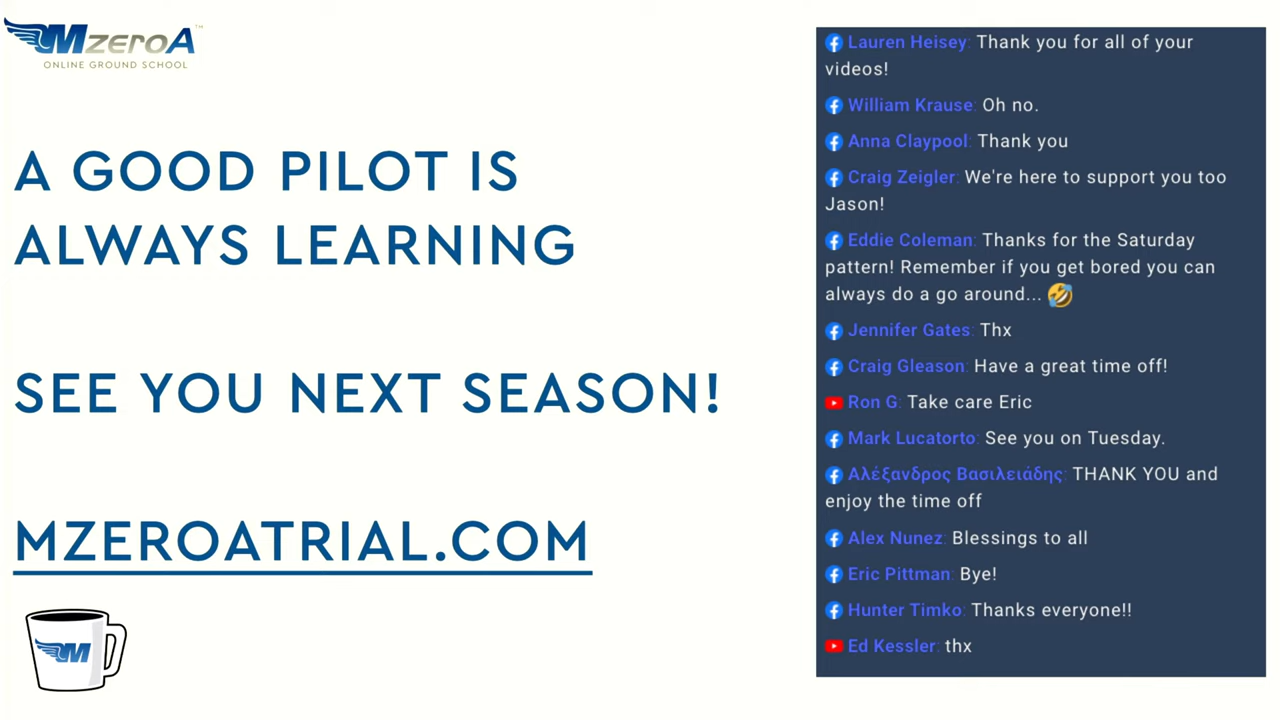 MzeroA™
ONLINE GROUND SCHOOL
A GOOD PILOT IS
ALWAYS LEARNING
SEE YOU NEXT SEASON!
MZEROATRIAL.COM
M
Lauren Heisey: Thank you for all of your
videos!
William Krause: Oh no.
Anna Claypool: Thank you
Craig Zeigler: We're here to support you too
Jason!
Eddie Coleman: Thanks for the Saturday
pattern! Remember if you get bored you can
always do a go around... 🤣
Jennifer Gates: Thx
Craig Gleason: Have a great time off!
Ron G: Take care Eric
Mark Lucatorto: See you on Tuesday.
Αλέξανδρος Βασιλειάδης: THANK YOU and
enjoy the time off
Alex Nunez: Blessings to all
Eric Pittman: Bye!
Hunter Timko: Thanks everyone!!
Ed Kessler: thx